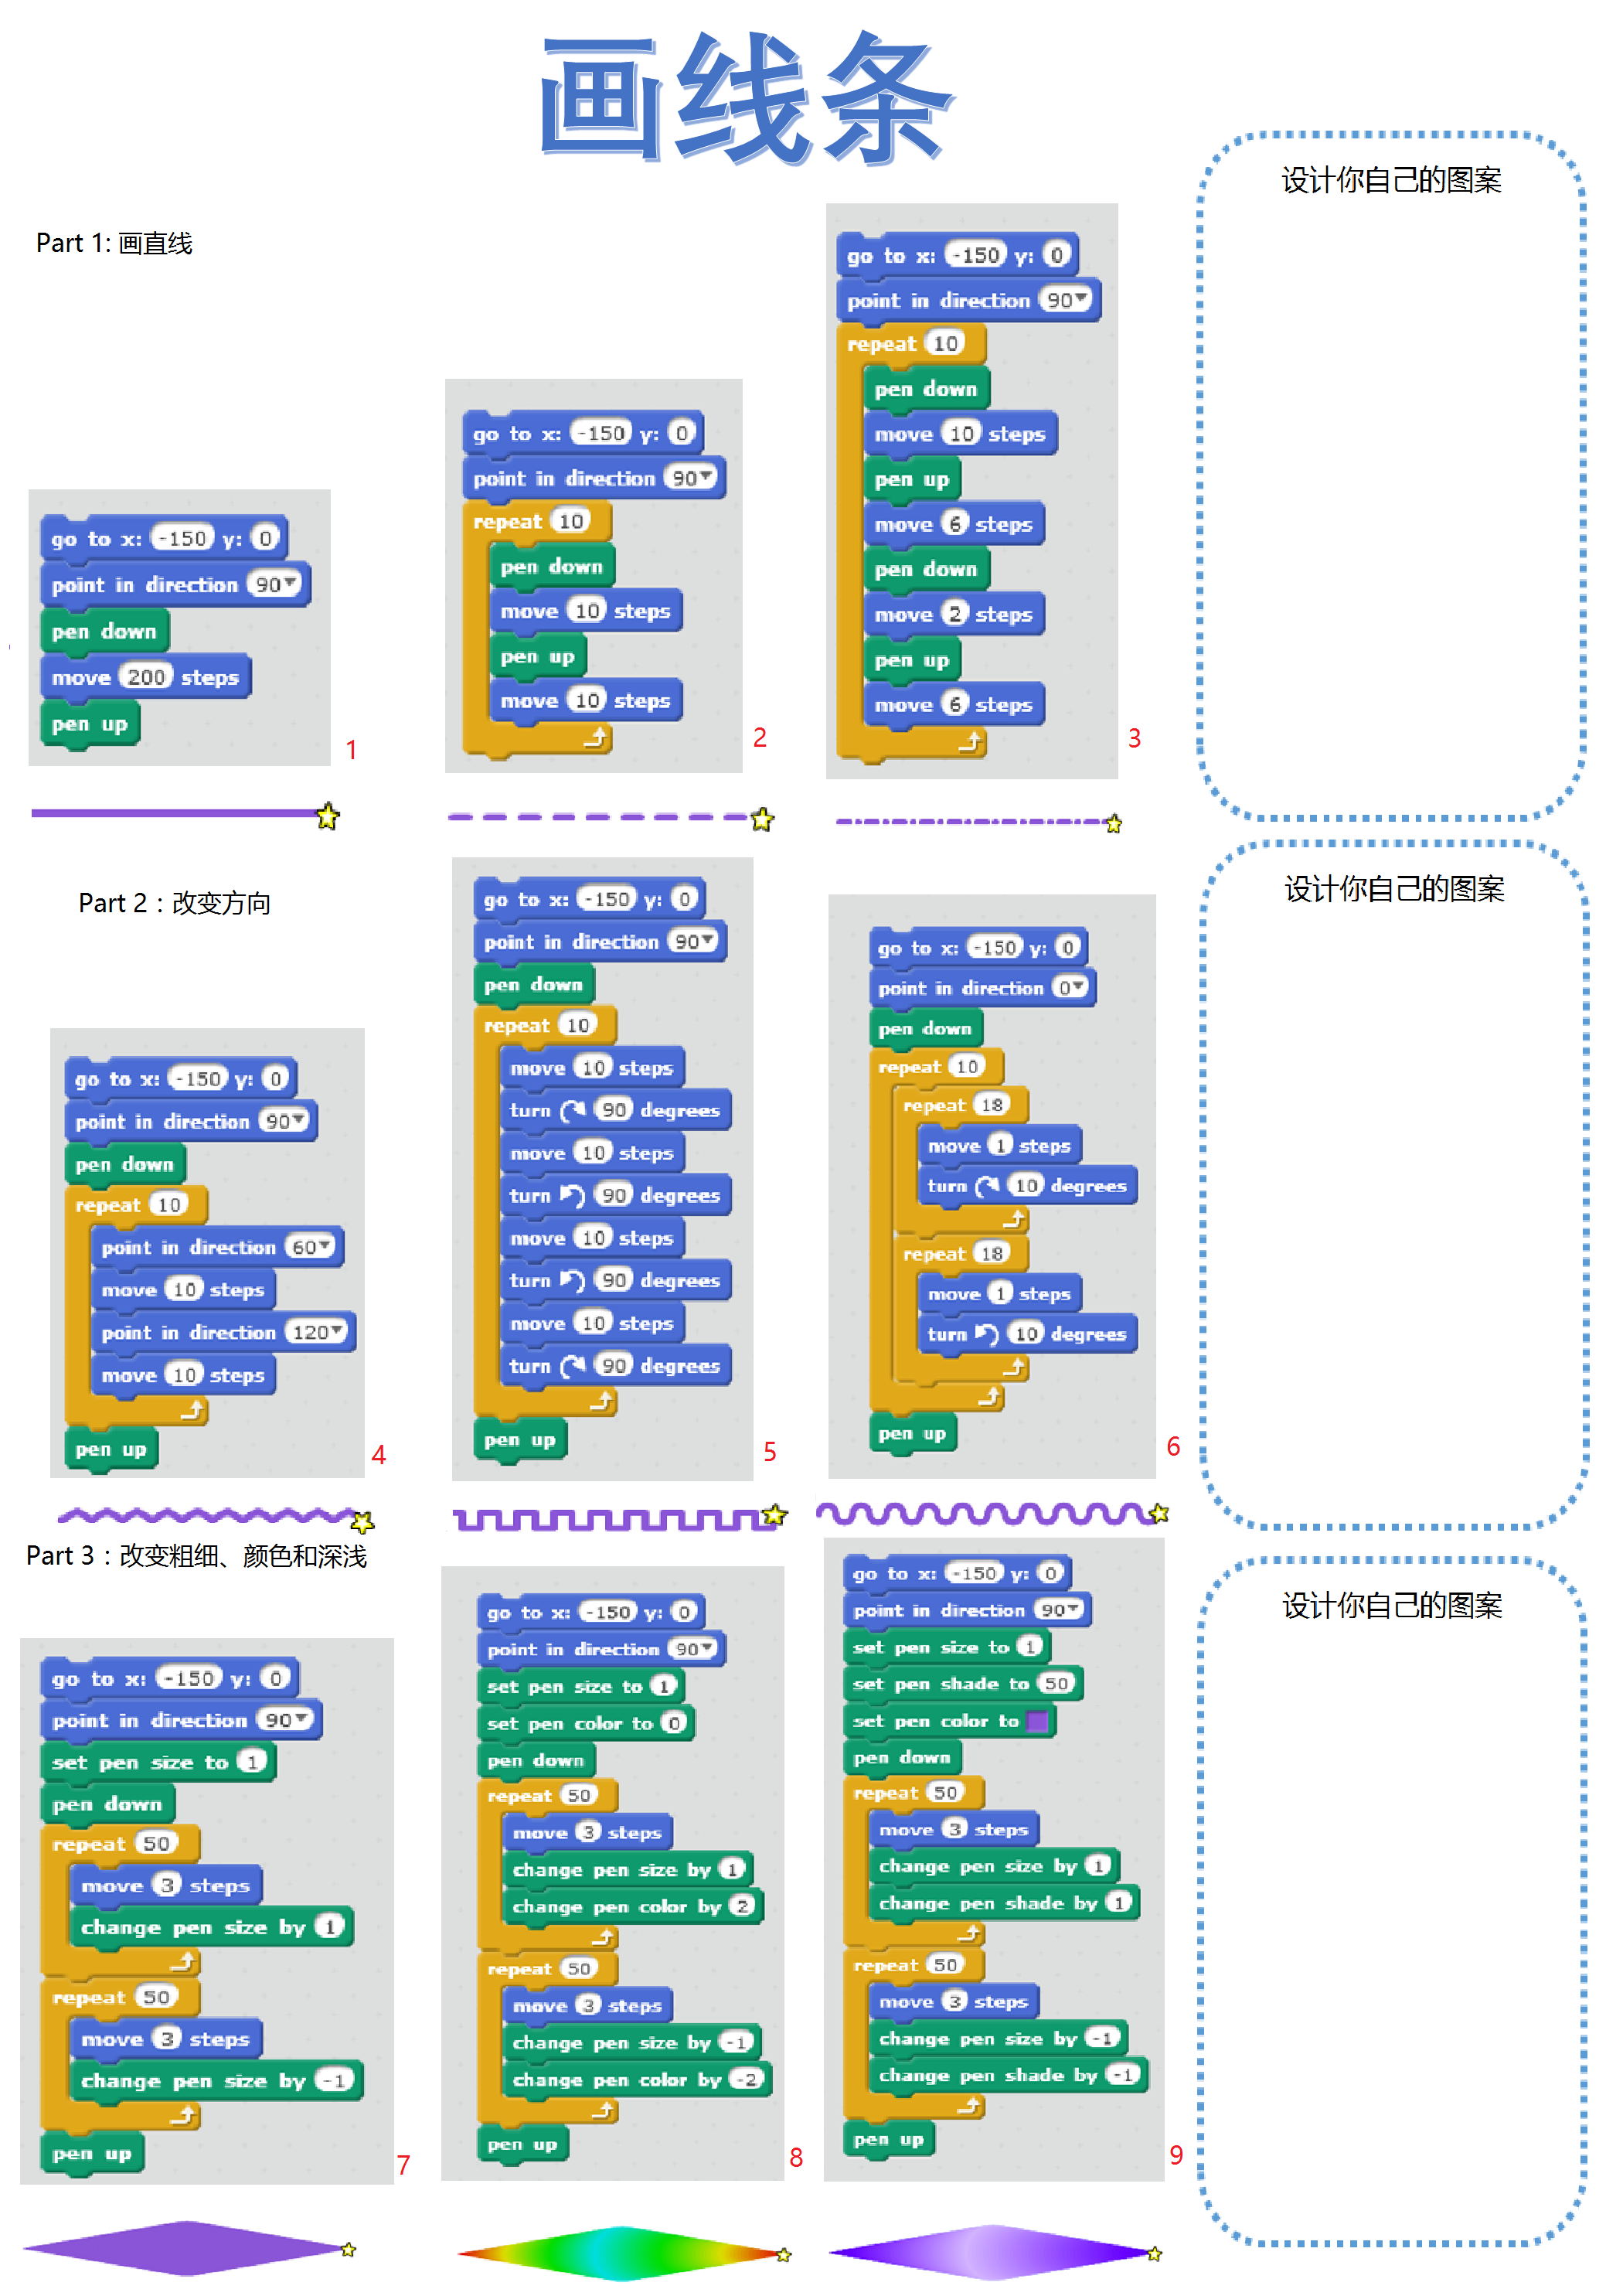 画线条
设计你自己的图案
Part 1: 画直线
go to x: -150 y: 0
point in direction 90
pen down
move 200 steps
pen up
1
go to x: -150 y: 0
point in direction 90
repeat 10
pen down
move 10 steps
pen up
move 10 steps
2
go to x: -150 y: 0
point in direction 90
repeat 10
pen down
move 10 steps
pen up
move 6 steps
pen down
move 2 steps
pen up
move 6 steps
3
Part 2：改变方向
设计你自己的图案
go to x: -150 y: 0
point in direction 90
pen down
repeat 10
point in direction 60
move 10 steps
point in direction 120
move 10 steps
pen up
4
go to x: -150 y: 0
point in direction 90
pen down
repeat 10
move 10 steps
turn 90 degrees
move 10 steps
turn 90 degrees
move 10 steps
turn 90 degrees
move 10 steps
turn 90 degrees
pen up
5
go to x: -150 y: 0
point in direction 0
pen down
repeat 10
repeat 18
move 1 steps
turn 10 degrees
repeat 18
move 1 steps
turn 10 degrees
pen up
6
Part 3：改变粗细、颜色和深浅
设计你自己的图案
go to x: -150 y: 0
point in direction 90
set pen size to 1
pen down
repeat 50
move 3 steps
change pen size by 1
repeat 50
move 3 steps
change pen size by -1
pen up
7
go to x: -150 y: 0
point in direction 90
set pen size to 1
set pen color to 0
pen down
repeat 50
move 3 steps
change pen size by 1
change pen color by 2
repeat 50
move 3 steps
change pen size by -1
change pen color by -2
pen up
8
go to x: -150 y: 0
point in direction 90
set pen size to 1
set pen shade to 50
set pen color to
pen down
repeat 50
move 3 steps
change pen size by 1
change pen shade by 1
repeat 50
move 3 steps
change pen size by -1
change pen shade by -1
pen up
9